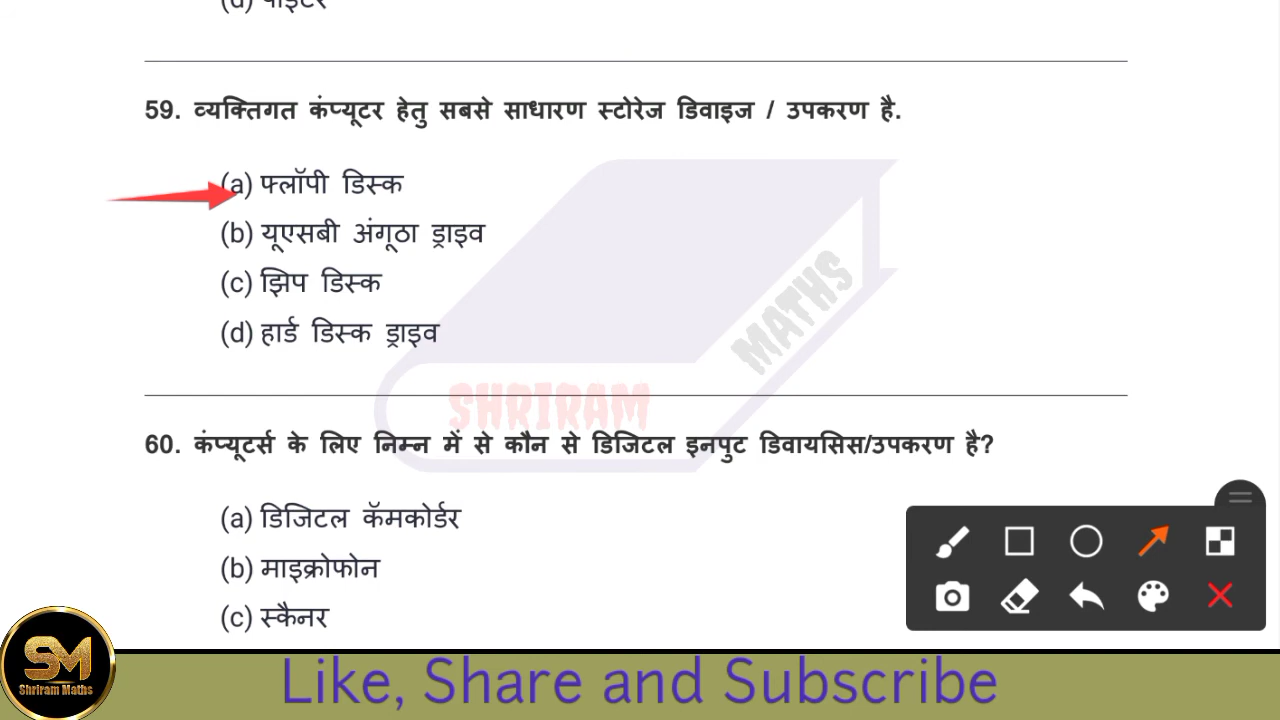 (d) पॉइंटर
59. व्यक्तिगत कंप्यूटर हेतु सबसे साधारण स्टोरेज डिवाइज / उपकरण है.
(a) फ्लॉपी डिस्क
(b) यूएसबी अंगूठा ड्राइव
(c) झिप डिस्क
(d) हार्ड डिस्क ड्राइव
MATHS
SHRIRAM
60. कंप्यूटर्स के लिए निम्न में से कौन से डिजिटल इनपुट डिवायसिस/उपकरण है?
(a) डिजिटल कॅमकोर्डर
(b) माइक्रोफोन
(c) स्कैनर
SM
Shriram Maths
Like, Share and Subscribe